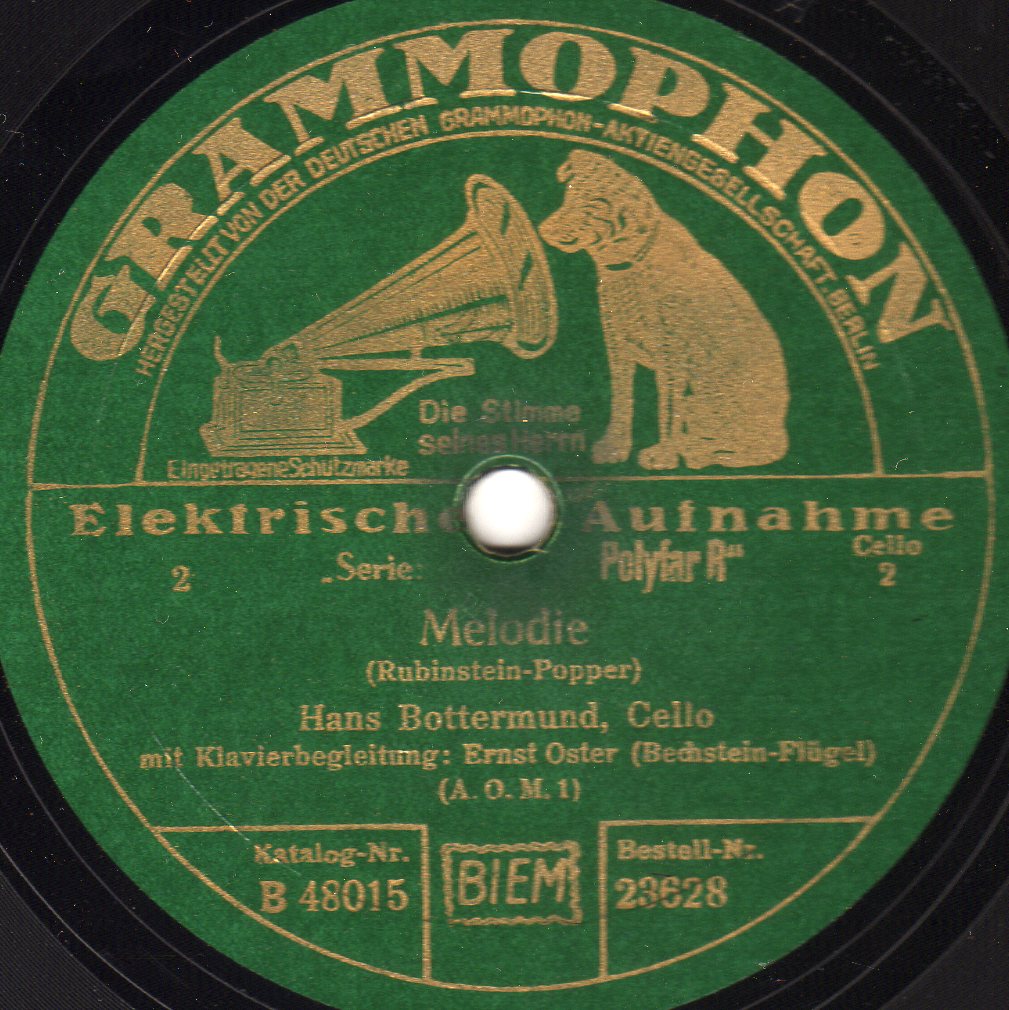 GRAMMOPHON
HERGESTELLT VON DER DEUTSCHEN GRAMMOPHON-AKTIENGESELLSCHAFT. BERLIN
Die Stimme
seines Herrn
Eingetragene Schutzmarke
Elektrische Aufnahme
2 „Serie: Polyfar R“ Cello 2
Melodie
(Rubinstein-Popper)
Hans Bottermund, Cello
mit Klavierbegleitung: Ernst Oster (Bechstein-Flügel)
(A. O. M. 1)
Katalog-Nr.
B 48015
BIEM
Bestell-Nr.
23628